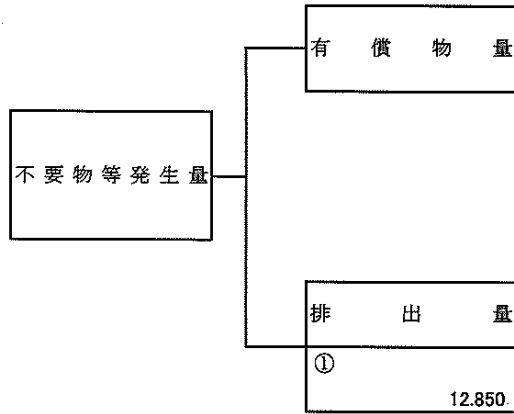 有償物量
不要物等発生量
排出量
①
12.850